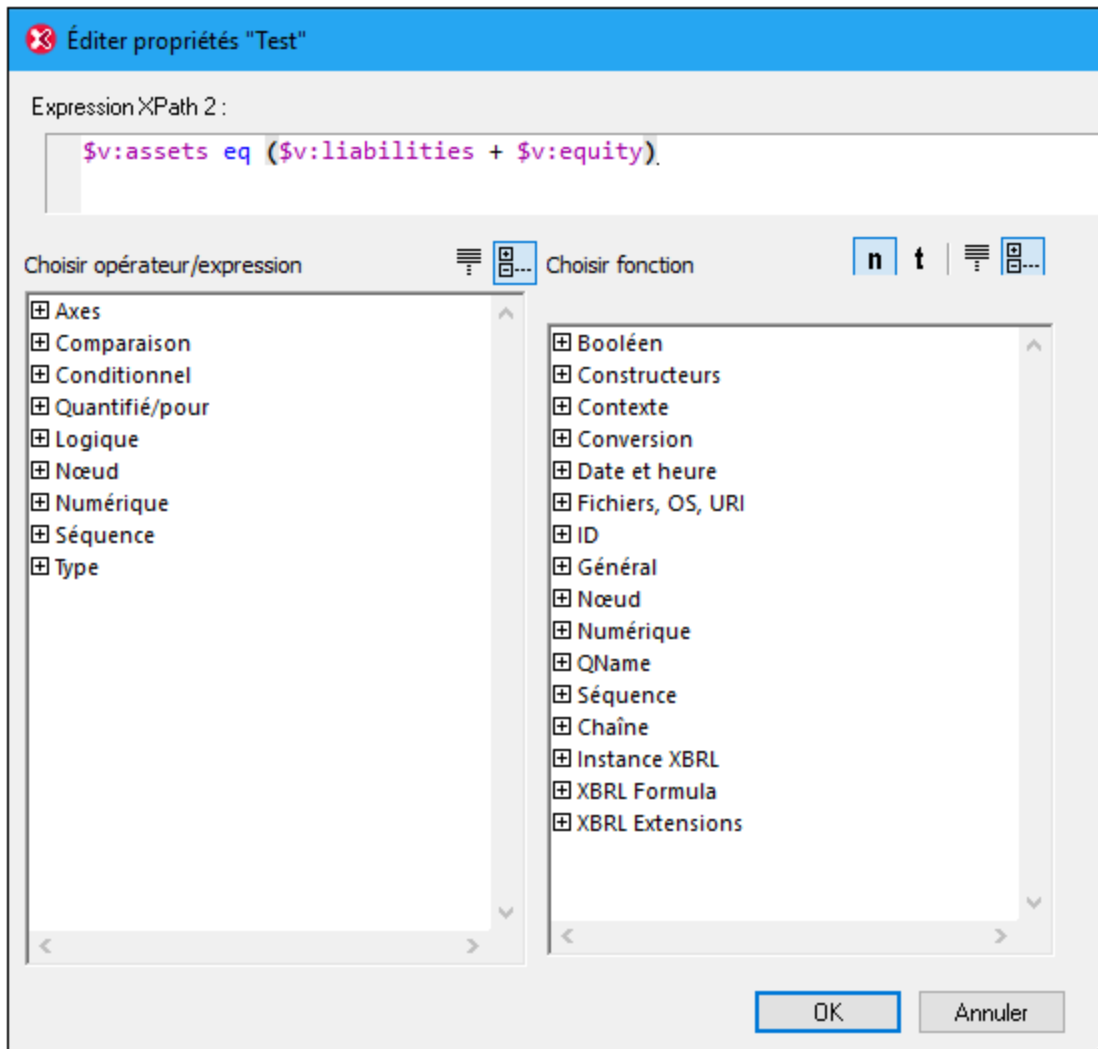 Éditer propriétés "Test"
Expression XPath 2 :
$v:assets eq ($v:liabilities + $v:equity)
Choisir opérateur/expression
Choisir fonction
n t
Axes
Comparaison
Conditionnel
Quantifié/pour
Logique
Nœud
Numérique
Séquence
Type
Booléen
Constructeurs
Contexte
Conversion
Date et heure
Fichiers, OS, URI
ID
Général
Nœud
Numérique
QName
Séquence
Chaîne
Instance XBRL
XBRL Formula
XBRL Extensions
OK
Annuler